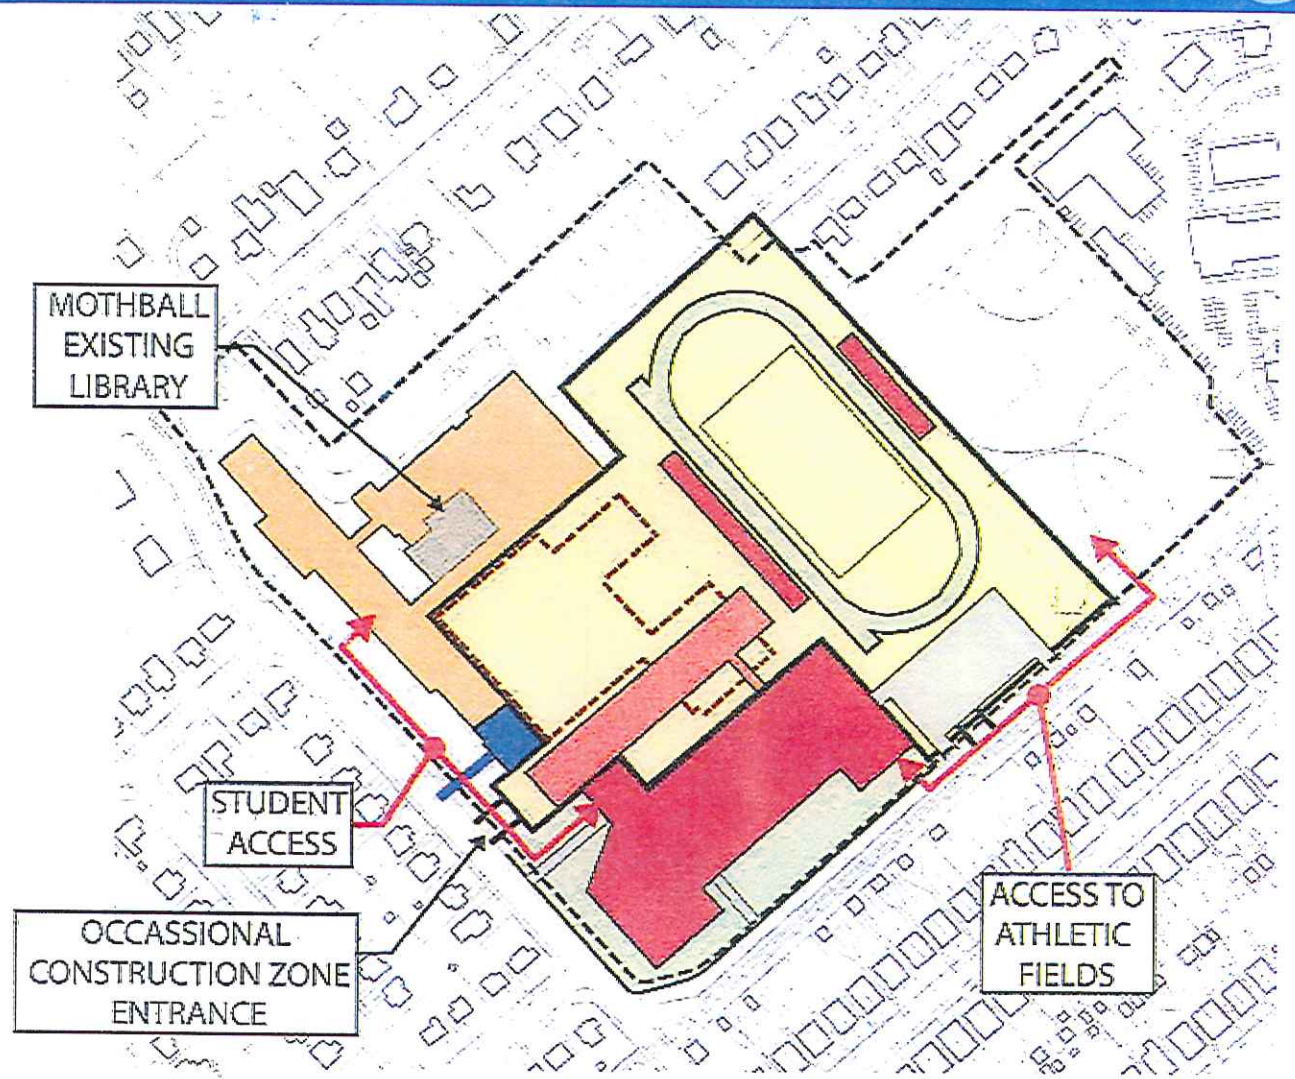 MOTHBALL
EXISTING
LIBRARY
STUDENT
ACCESS
OCCASSIONAL
CONSTRUCTION ZONE
ENTRANCE
ACCESS TO
ATHLETIC
FIELDS